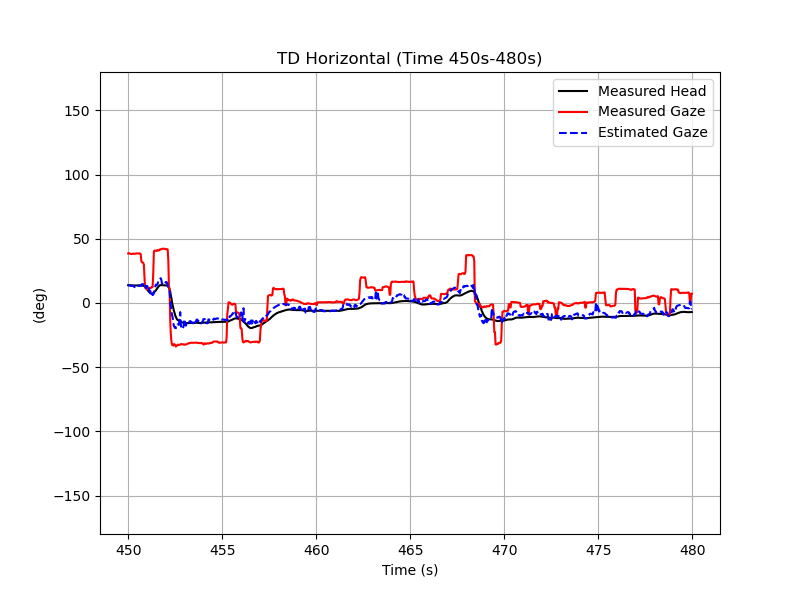 TD Horizontal (Time 450s-480s)
Measured Head
Measured Gaze
Estimated Gaze
150
100
50
0
−50
−100
−150
(deg)
450 455 460 465 470 475 480
Time (s)